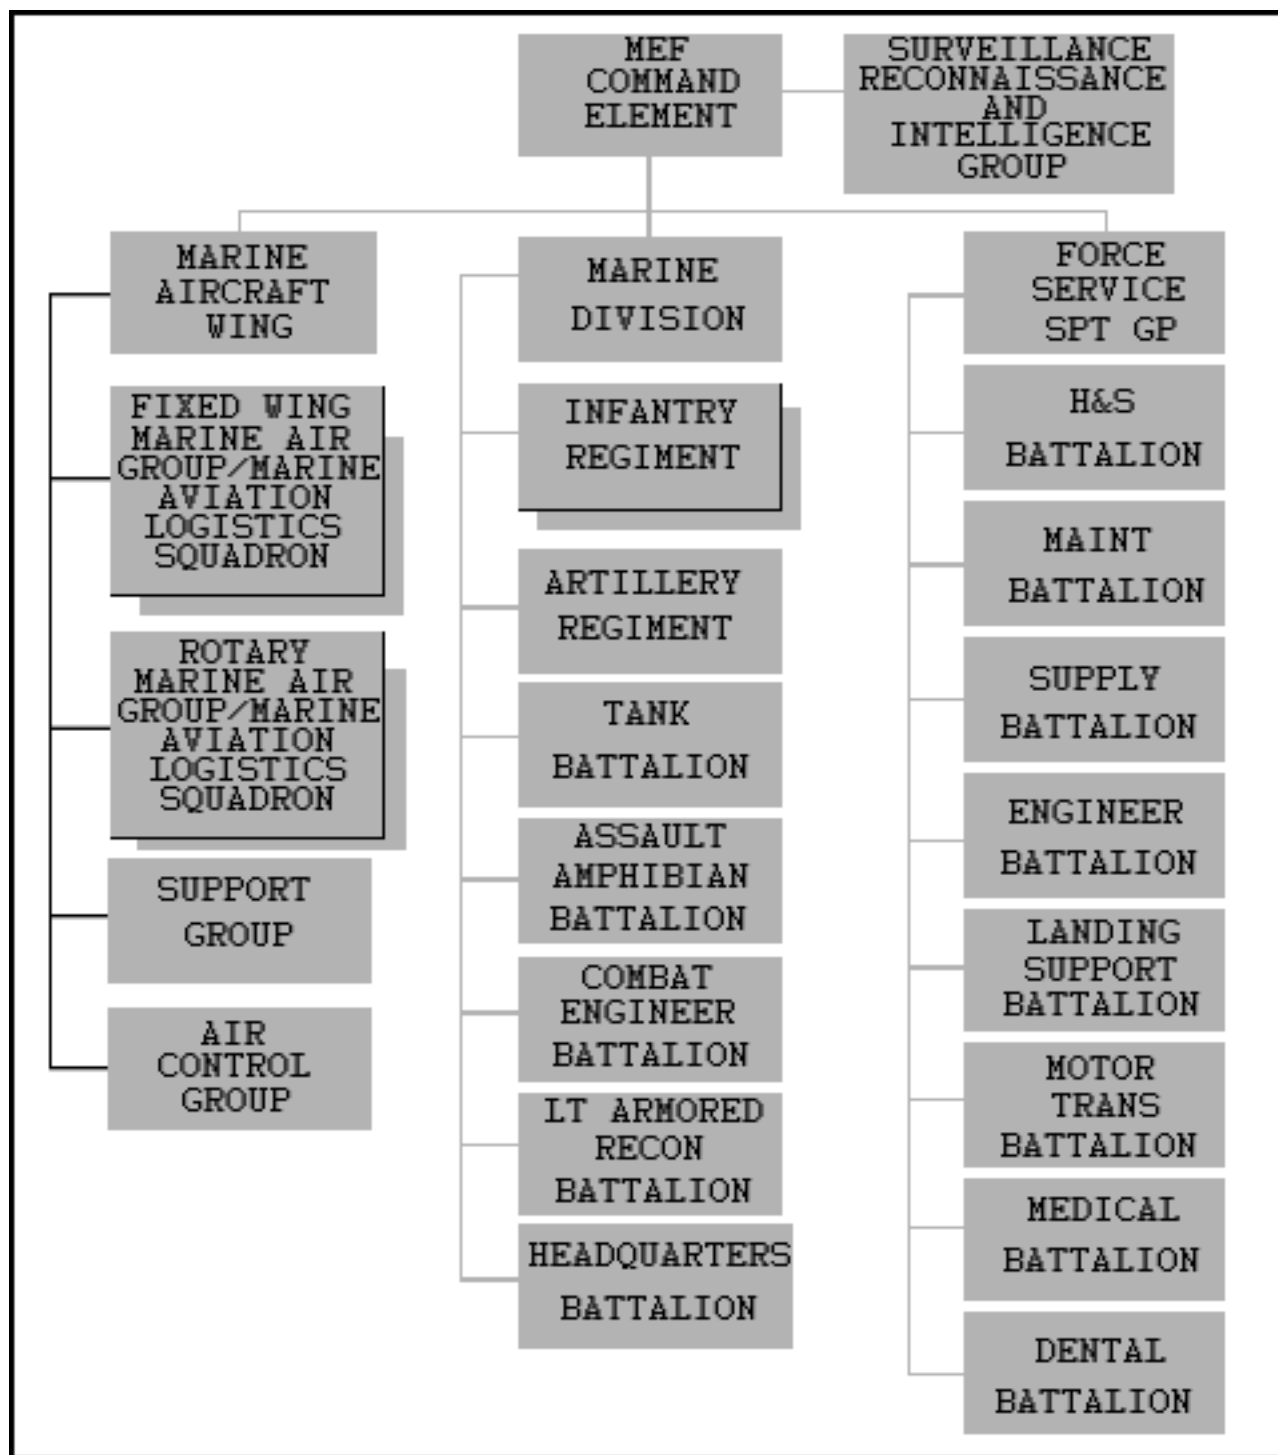 MEF
COMMAND
ELEMENT
SURVEILLANCE
RECONNAISSANCE
AND
INTELLIGENCE
GROUP
MARINE
AIRCRAFT
WING
FIXED WING
MARINE AIR
GROUP/MARINE
AVIATION
LOGISTICS
SQUADRON
ROTARY
MARINE AIR
GROUP/MARINE
AVIATION
LOGISTICS
SQUADRON
SUPPORT
GROUP
AIR
CONTROL
GROUP
MARINE
DIVISION
INFANTRY
REGIMENT
ARTILLERY
REGIMENT
TANK
BATTALION
ASSAULT
AMPHIBIAN
BATTALION
COMBAT
ENGINEER
BATTALION
LT ARMORED
RECON
BATTALION
HEADQUARTERS
BATTALION
FORCE
SERVICE
SPT GP
H&S
BATTALION
MAINT
BATTALION
SUPPLY
BATTALION
ENGINEER
BATTALION
LANDING
SUPPORT
BATTALION
MOTOR
TRANS
BATTALION
MEDICAL
BATTALION
DENTAL
BATTALION